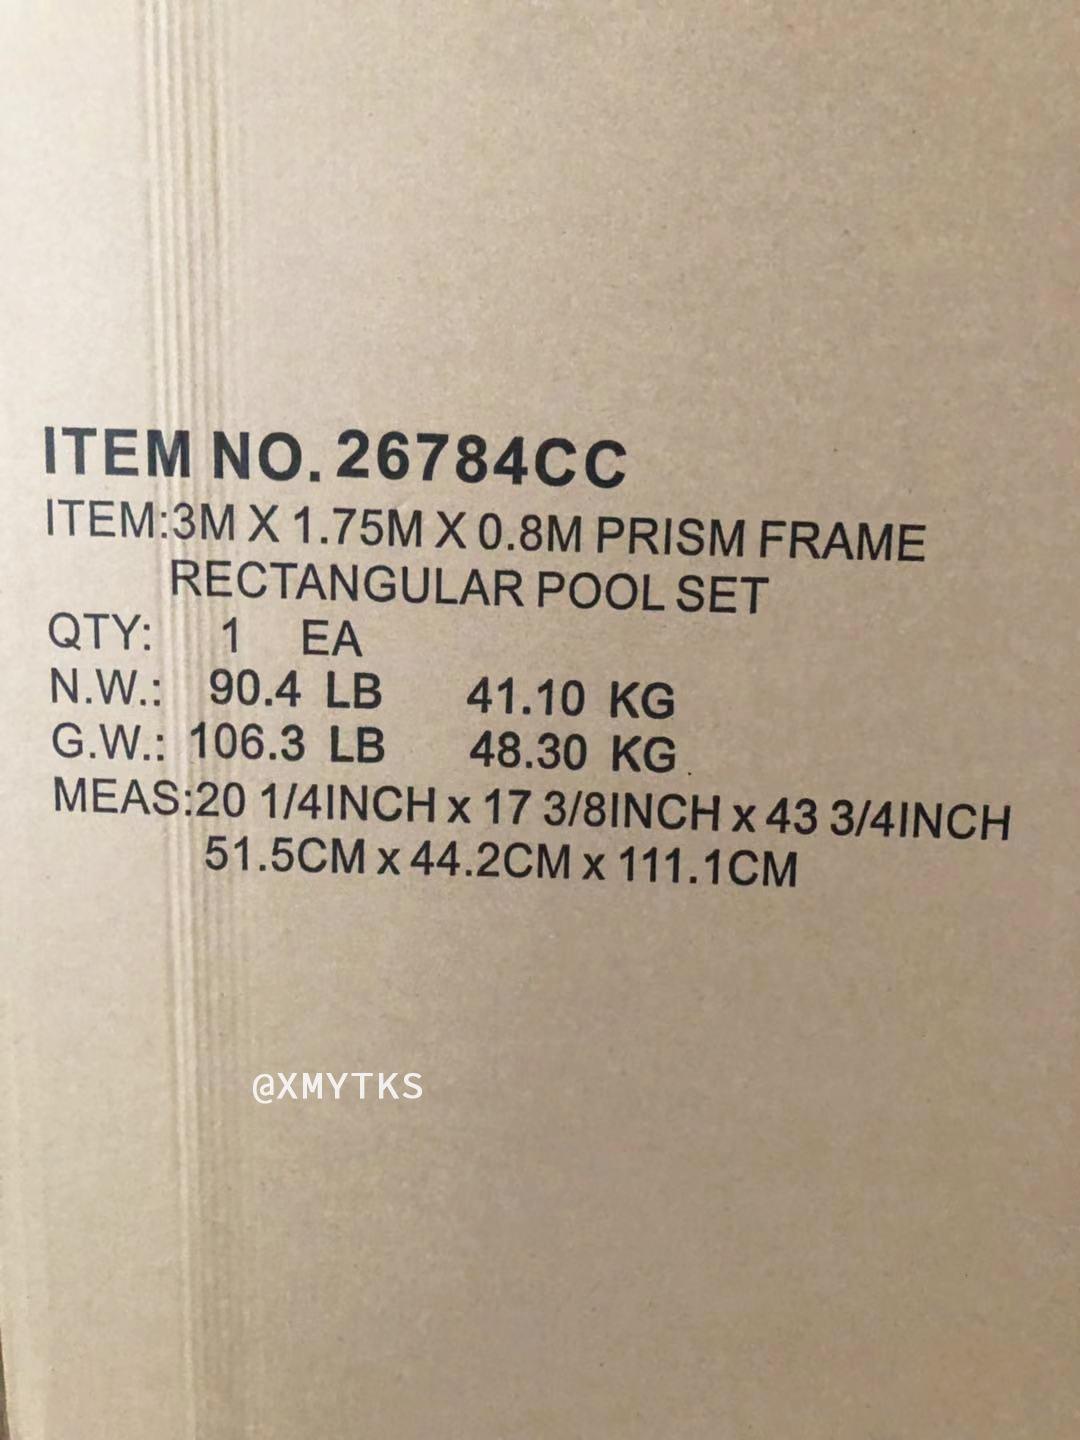 ITEM NO. 26784CC
ITEM:3M X 1.75M X 0.8M PRISM FRAME
RECTANGULAR POOL SET
QTY: 1 EA
N.W.: 90.4 LB 41.10 KG
G.W.: 106.3 LB 48.30 KG
MEAS:20 1/4INCH x 17 3/8INCH x 43 3/4INCH
51.5CM x 44.2CM x 111.1CM
@XMYTKS